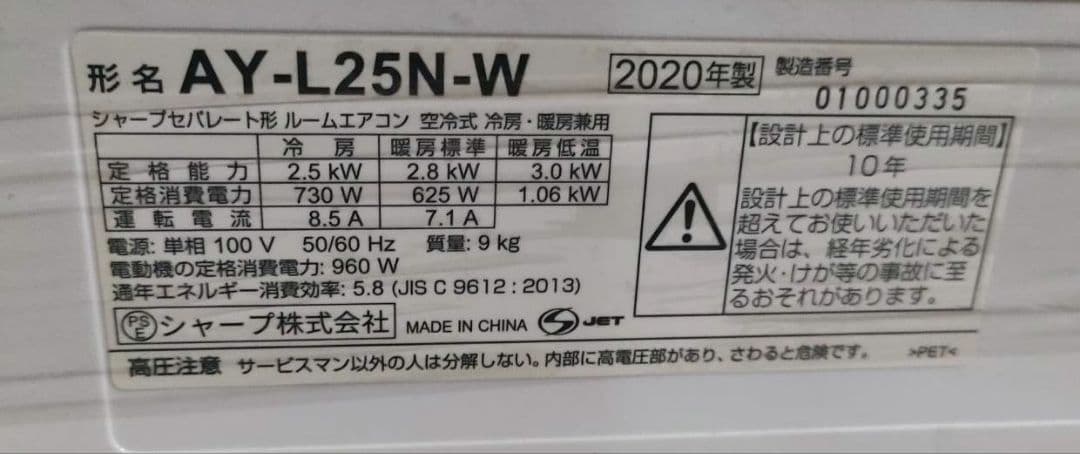 形名 AY-L25N-W 2020年製 製造番号 01000335
シャープセパレート形 ルームエアコン 空冷式 冷房・暖房兼用
冷房 暖房標準 暖房低温
定格能力 2.5 kW 2.8 kW 3.0 kW
定格消費電力 730 W 625 W 1.06 kW
運転電流 8.5 A 7.1 A
電源: 単相 100 V 50/60 Hz 質量: 9 kg
電動機の定格消費電力: 960 W
通年エネルギー消費効率: 5.8 (JIS C 9612 : 2013)
PSE シャープ株式会社 MADE IN CHINA S JET
【設計上の標準使用期間】
10年
設計上の標準使用期間を
超えてお使いいただいた
場合は、経年劣化による
発火・けが等の事故に至
るおそれがあります。
高圧注意 サービスマン以外の人は分解しない。内部に高電圧部があり、さわると危険です。 >PET<